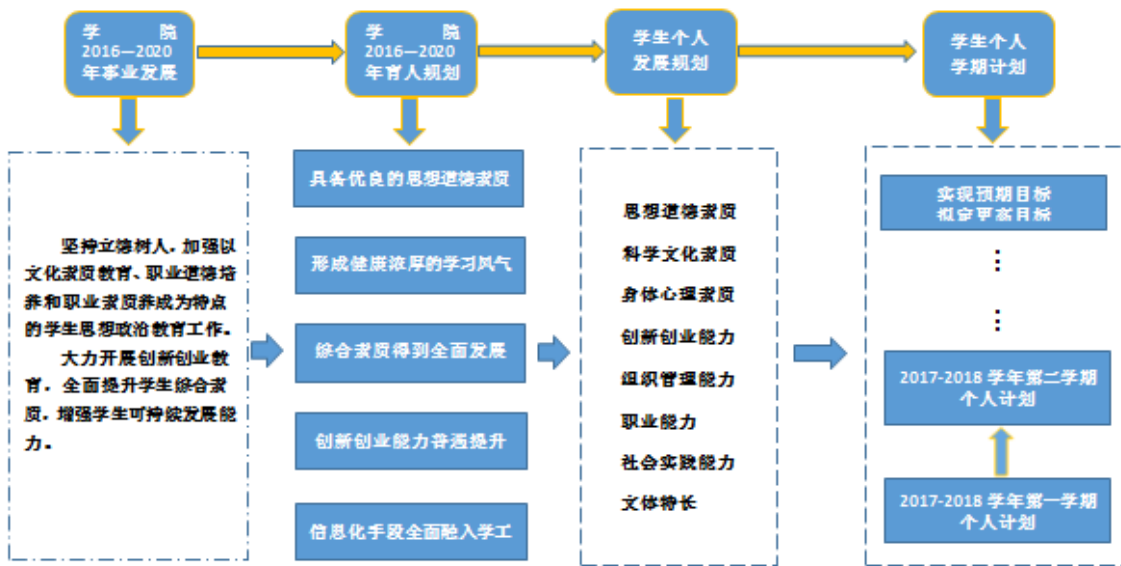 学 院
2016—2020
年事业发展
学 院
2016—2020
年育人规划
学生个人
发展规划
学生个人
学期计划
坚持立德树人，加强以
文化素质教育、职业道德培
养和职业素质养成为特点
的学生思想政治教育工作。
大力开展创新创业教
育，全面提升学生综合素
质，增强学生可持续发展能
力。
具备优良的思想道德素质
形成健康浓厚的学习风气
综合素质得到全面发展
创新创业能力普遍提升
信息化手段全面融入学工
思想道德素质
科学文化素质
身体心理素质
创新创业能力
组织管理能力
职业能力
社会实践能力
文体特长
实现预期目标
拟定更高目标
⋮
⋮
2017-2018 学年第二学期
个人计划
2017-2018 学年第一学期
个人计划